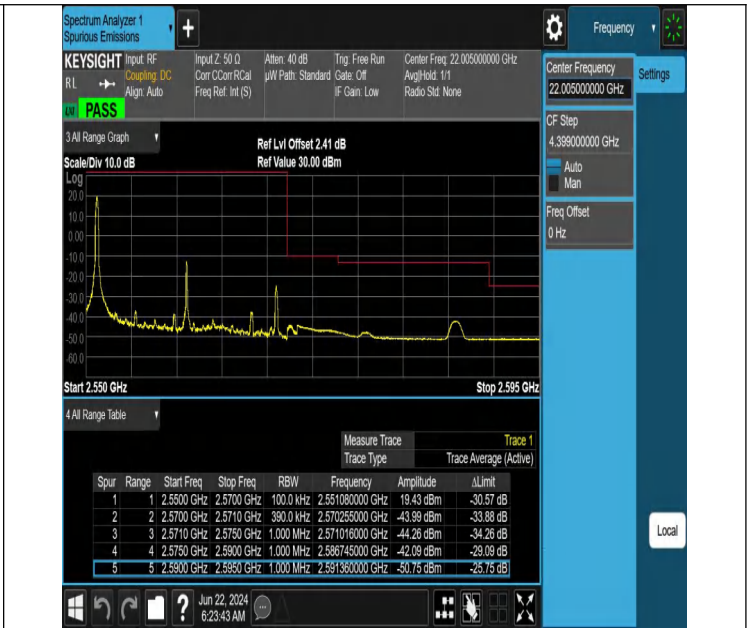 Spectrum Analyzer 1
Spurious Emissions
Frequency
KEYSIGHT
Input: RF
Coupling: DC
Align: Auto
Input Z: 50 Ω
Corr CCorr RCal
Freq Ref: Int (S)
Atten: 40 dB
µW Path: Standard
Trig: Free Run
Gate: Off
IF Gain: Low
Center Freq: 22.005000000 GHz
Avg|Hold: 1/1
Radio Std: None
R L
PASS
Center Frequency
22.005000000 GHz
Settings
CF Step
4.399000000 GHz
Auto
Man
Freq Offset
0 Hz
3 All Range Graph
Ref Lvl Offset 2.41 dB
Scale/Div 10.0 dB
Ref Value 30.00 dBm
Log
20.0
10.0
0.00
-10.0
-20.0
-30.0
-40.0
-50.0
-60.0
Start 2.550 GHz
Stop 2.595 GHz
4 All Range Table
Measure Trace Trace 1
Trace Type Trace Average (Active)
Spur Range Start Freq Stop Freq RBW Frequency Amplitude ΔLimit
1 1 2.5500 GHz 2.5700 GHz 100.0 kHz 2.551080000 GHz 19.43 dBm -30.57 dB
2 2 2.5700 GHz 2.5710 GHz 390.0 kHz 2.570255000 GHz -43.99 dBm -33.88 dB
3 3 2.5710 GHz 2.5750 GHz 1.000 MHz 2.571016000 GHz -44.26 dBm -34.26 dB
4 4 2.5750 GHz 2.5900 GHz 1.000 MHz 2.586745000 GHz -42.09 dBm -29.09 dB
5 5 2.5900 GHz 2.5950 GHz 1.000 MHz 2.591360000 GHz -50.75 dBm -25.75 dB
Local
Jun 22, 2024
6:23:43 AM